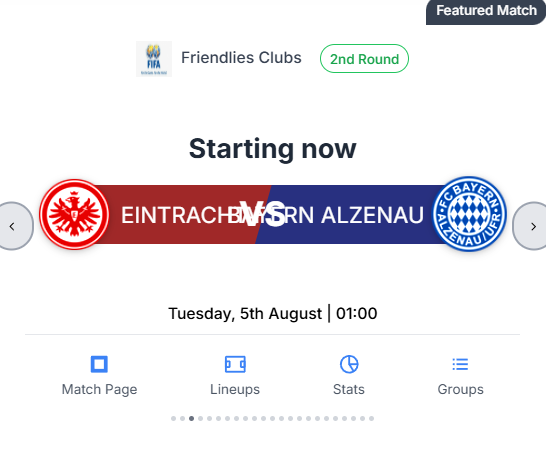 Featured Match
FIFA
Friendlies Clubs
2nd Round
Starting now
EINTRACH
VS
BAYERN ALZENAU
FC BAYERN
ALZENAU/UFR
Tuesday, 5th August | 01:00
Match Page
Lineups
Stats
Groups